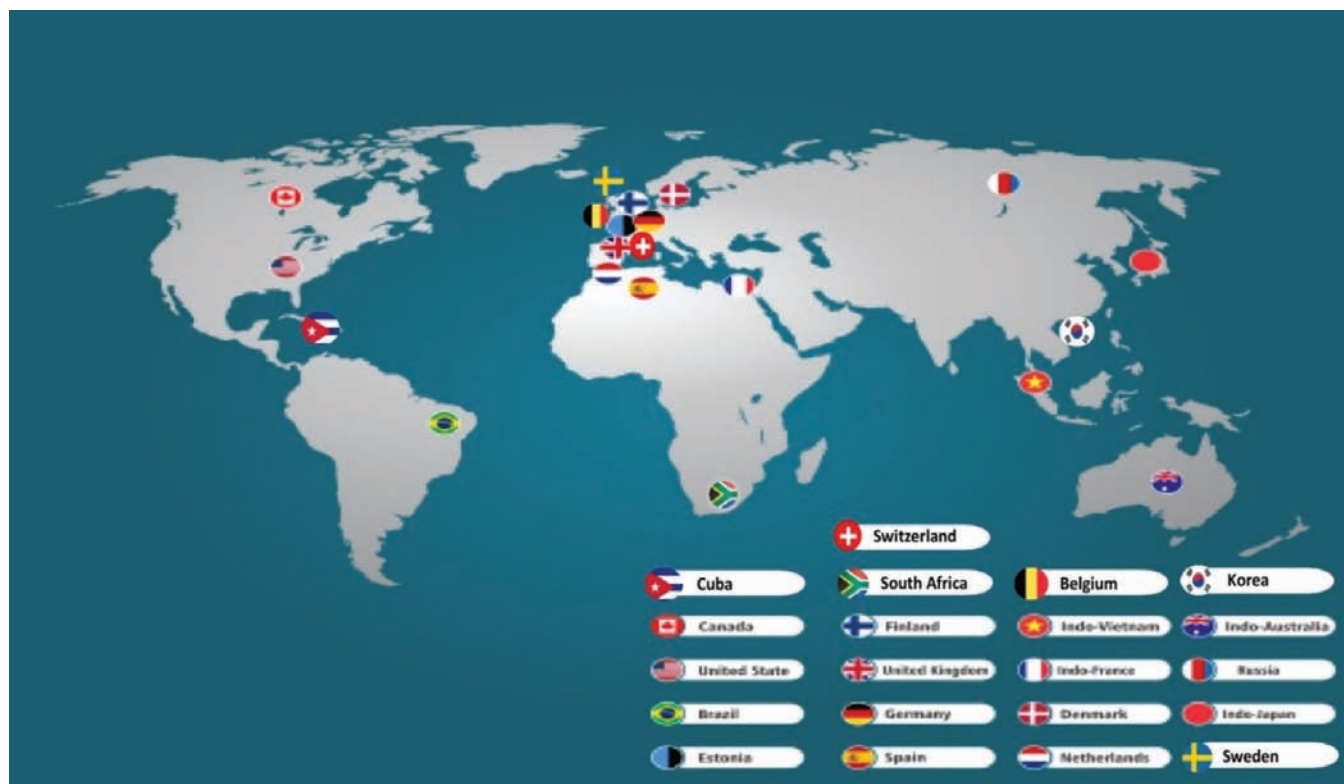 Switzerland
Cuba
South Africa
Belgium
Korea
Canada
Finland
Indo-Vietnam
Indo-Australia
United State
United Kingdom
Indo-France
Russia
Brazil
Germany
Denmark
Indo-Japan
Estonia
Spain
Netherlands
Sweden